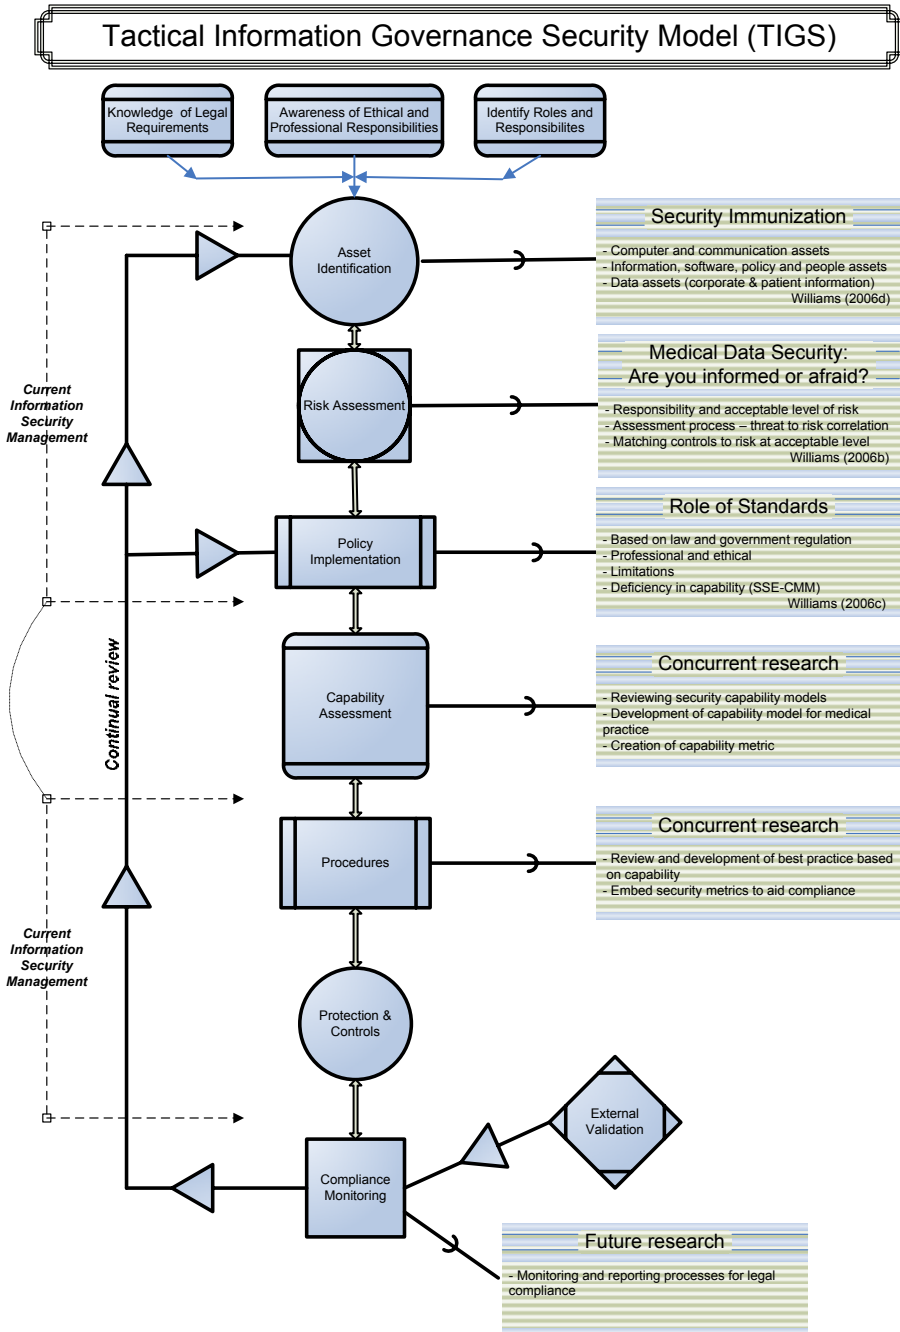 Tactical Information Governance Security Model (TIGS)
Knowledge of Legal
Requirements
Awareness of Ethical and
Professional Responsibilities
Identify Roles and
Responsibilites
Asset
Identification
Security Immunization
- Computer and communication assets
- Information, software, policy and people assets
- Data assets (corporate & patient information)
Williams (2006d)
Risk Assessment
Medical Data Security:
Are you informed or afraid?
- Responsibility and acceptable level of risk
- Assessment process – threat to risk correlation
- Matching controls to risk at acceptable level
Williams (2006b)
Current
Information
Security
Management
Policy
Implementation
Role of Standards
- Based on law and government regulation
- Professional and ethical
- Limitations
- Deficiency in capability (SSE-CMM)
Williams (2006c)
Continual review
Capability
Assessment
Concurrent research
- Reviewing security capability models
- Development of capability model for medical
practice
- Creation of capability metric
Procedures
Concurrent research
- Review and development of best practice based
on capability
- Embed security metrics to aid compliance
Current
Information
Security
Management
Protection &
Controls
External
Validation
Compliance
Monitoring
Future research
- Monitoring and reporting processes for legal
compliance